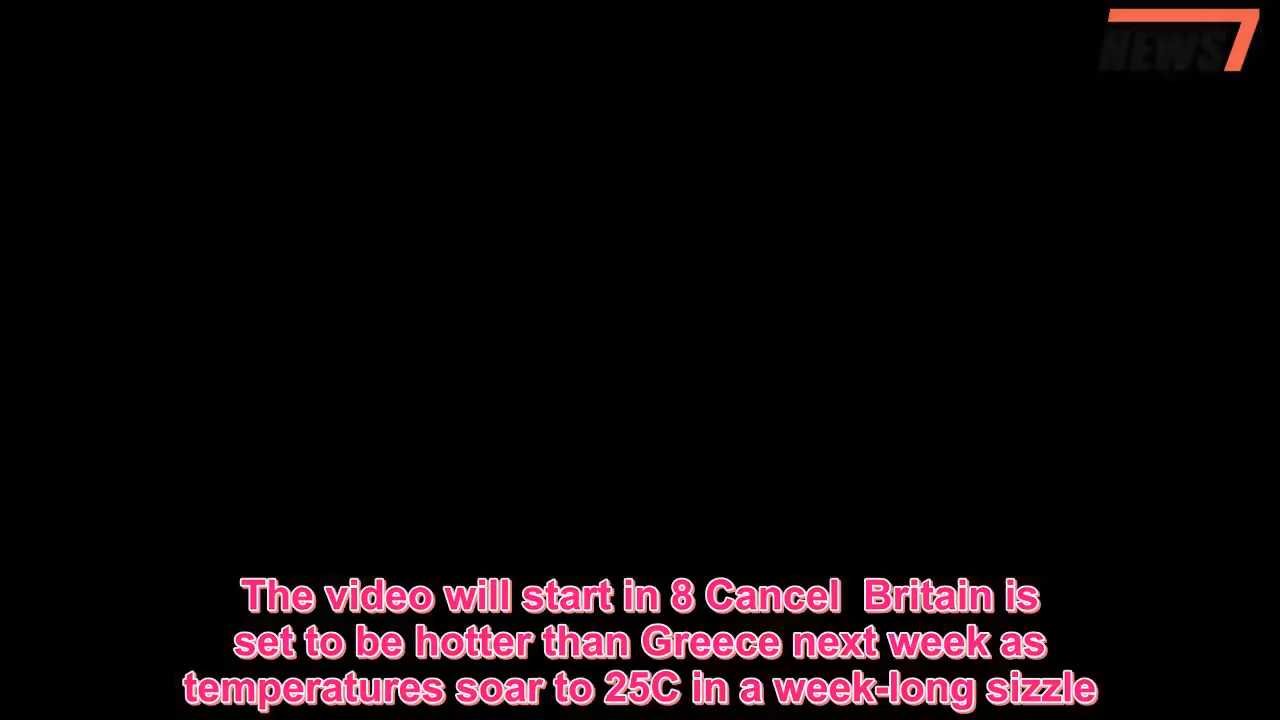 NEWS7
The video will start in 8 Cancel  Britain is
set to be hotter than Greece next week as
temperatures soar to 25C in a week-long sizzle